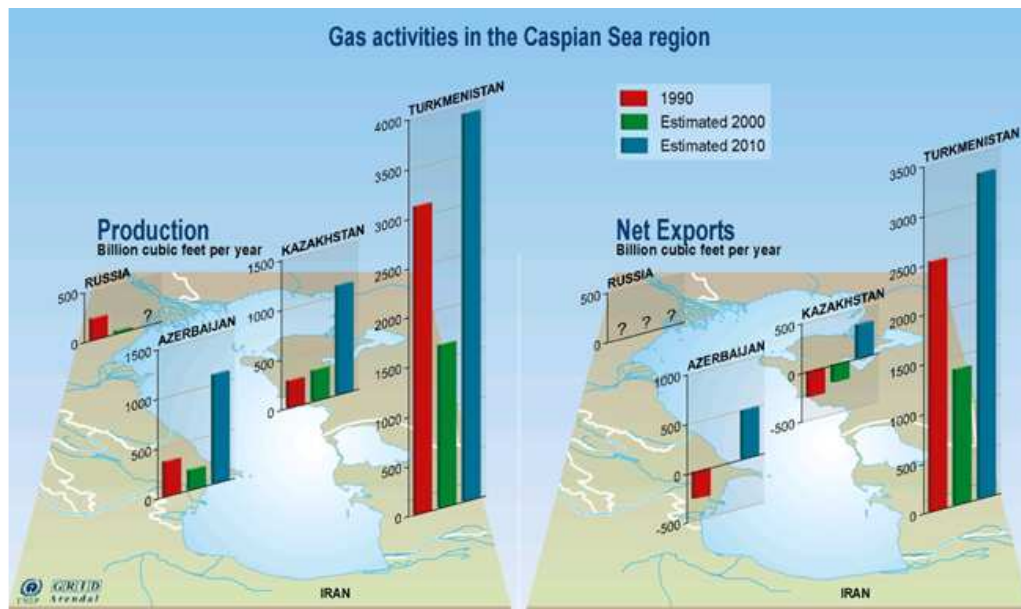 Gas activities in the Caspian Sea region
1990
Estimated 2000
Estimated 2010
Production
Billion cubic feet per year
RUSSIA
500
0
?
AZERBAIJAN
1500
1000
500
0
KAZAKHSTAN
1500
1000
500
0
TURKMENISTAN
4000
3500
3000
2500
2000
1500
1000
500
0
IRAN
Net Exports
Billion cubic feet per year
RUSSIA
500
0
? ? ?
AZERBAIJAN
1000
500
0
-500
KAZAKHSTAN
500
0
-500
TURKMENISTAN
3500
3000
2500
2000
1500
1000
500
0
IRAN
UNEP
GRID
Arendal